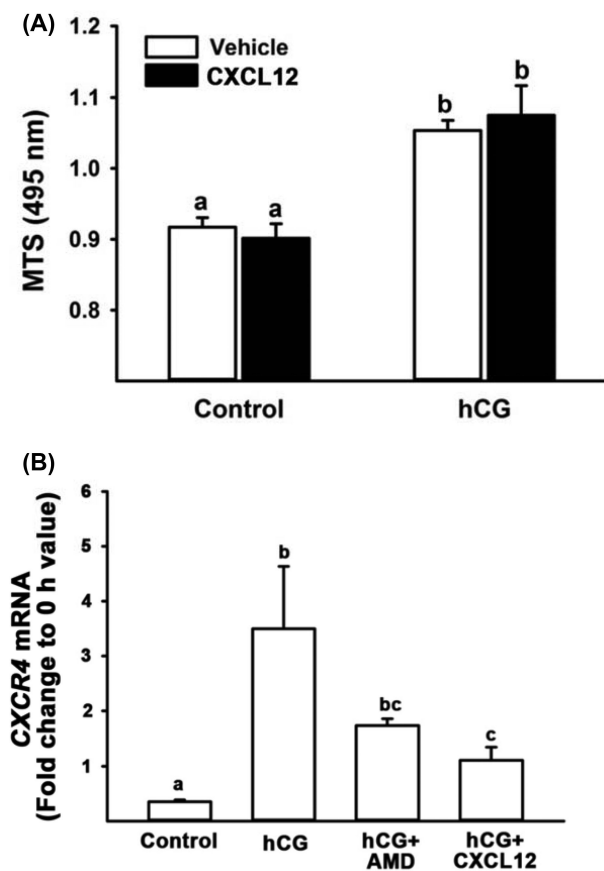 (A)
Vehicle
CXCL12
MTS (495 nm)
1.2
1.1
1.0
0.9
0.8
a
a
b
b
Control
hCG
(B)
CXCR4 mRNA
(Fold change to 0 h value)
6
5
4
3
2
1
a
b
bc
c
Control
hCG
hCG+
AMD
hCG+
CXCL12